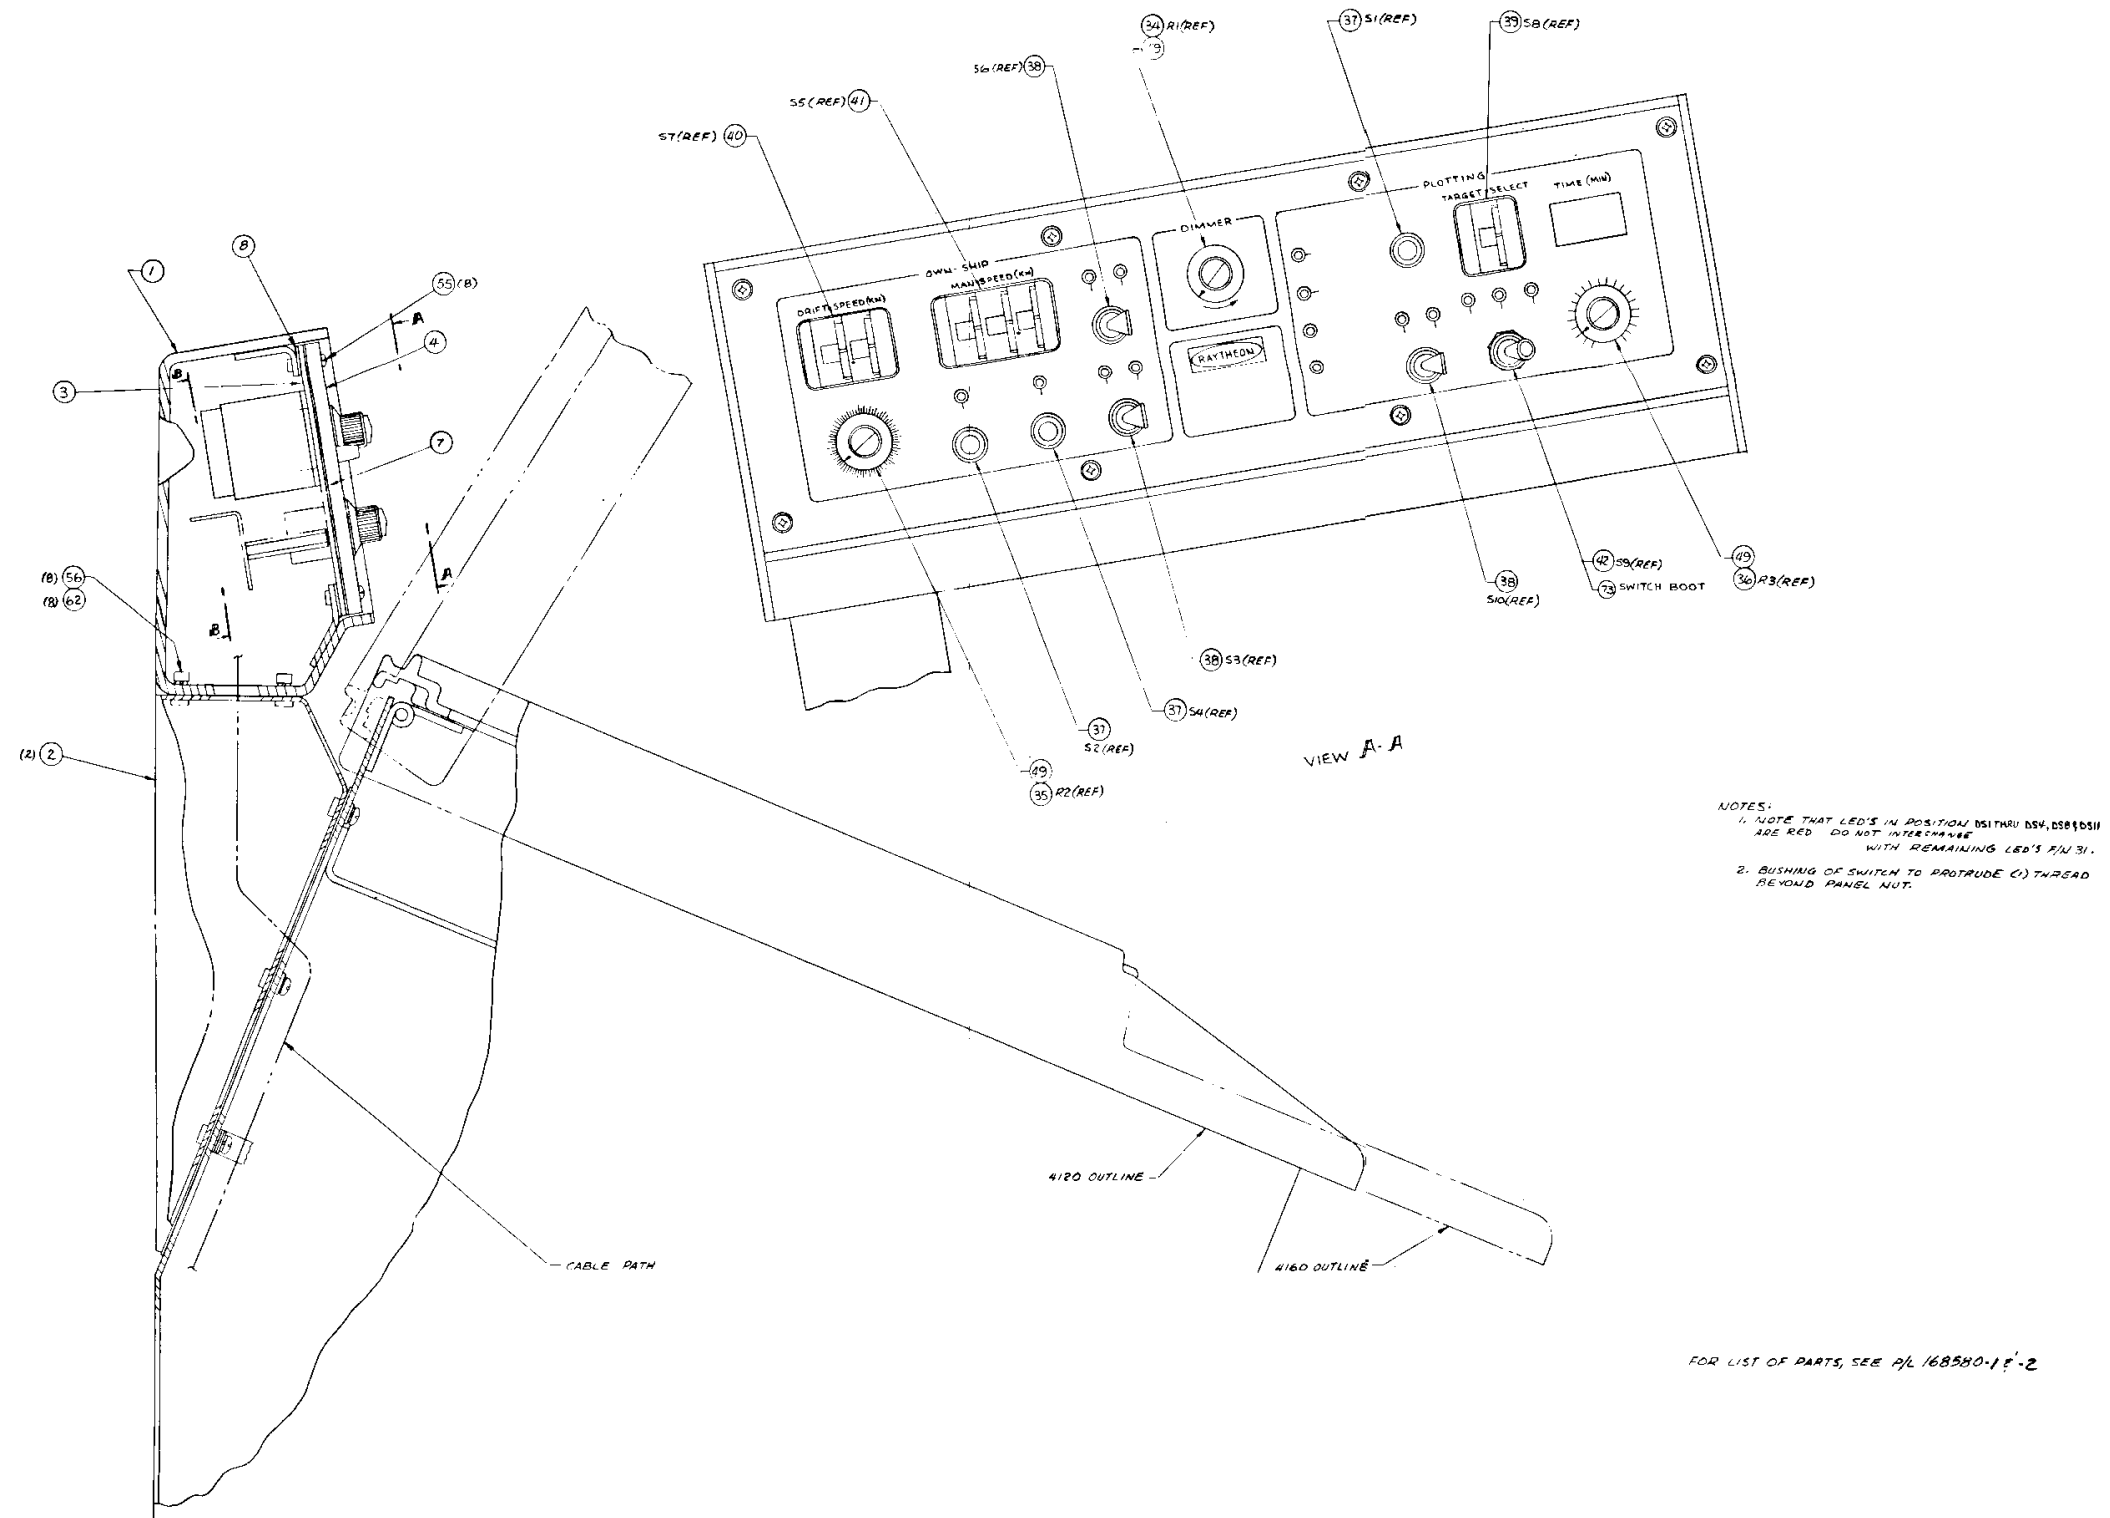 34 R1(REF)
37 S1(REF)
39 S8(REF)
S6(REF) 38
S5(REF) 41
S7(REF) 40
PLOTTING
TARGET SELECT
TIME (MIN)
DIMMER
OWN-SHIP
MAN SPEED (KN)
DRIFT SPEED (KN)
RAYTHEON
1
8
55 (8)
A
4
B
3
7
A
(8) 56
(8) 62
B
(2) 2
42 S9(REF)
73 SWITCH BOOT
49
36 R3(REF)
38
S10(REF)
38 S3(REF)
37 S4(REF)
37
S2(REF)
49
35 R2(REF)
VIEW A-A
NOTES:
1. NOTE THAT LED'S IN POSITION DS1 THRU DS4, DS8 & DS11
ARE RED DO NOT INTERCHANGE
WITH REMAINING LED'S F/N 31.
2. BUSHING OF SWITCH TO PROTRUDE (1) THREAD
BEYOND PANEL NUT.
4120 OUTLINE
CABLE PATH
4160 OUTLINE
FOR LIST OF PARTS, SEE P/L 168580-1 & -2